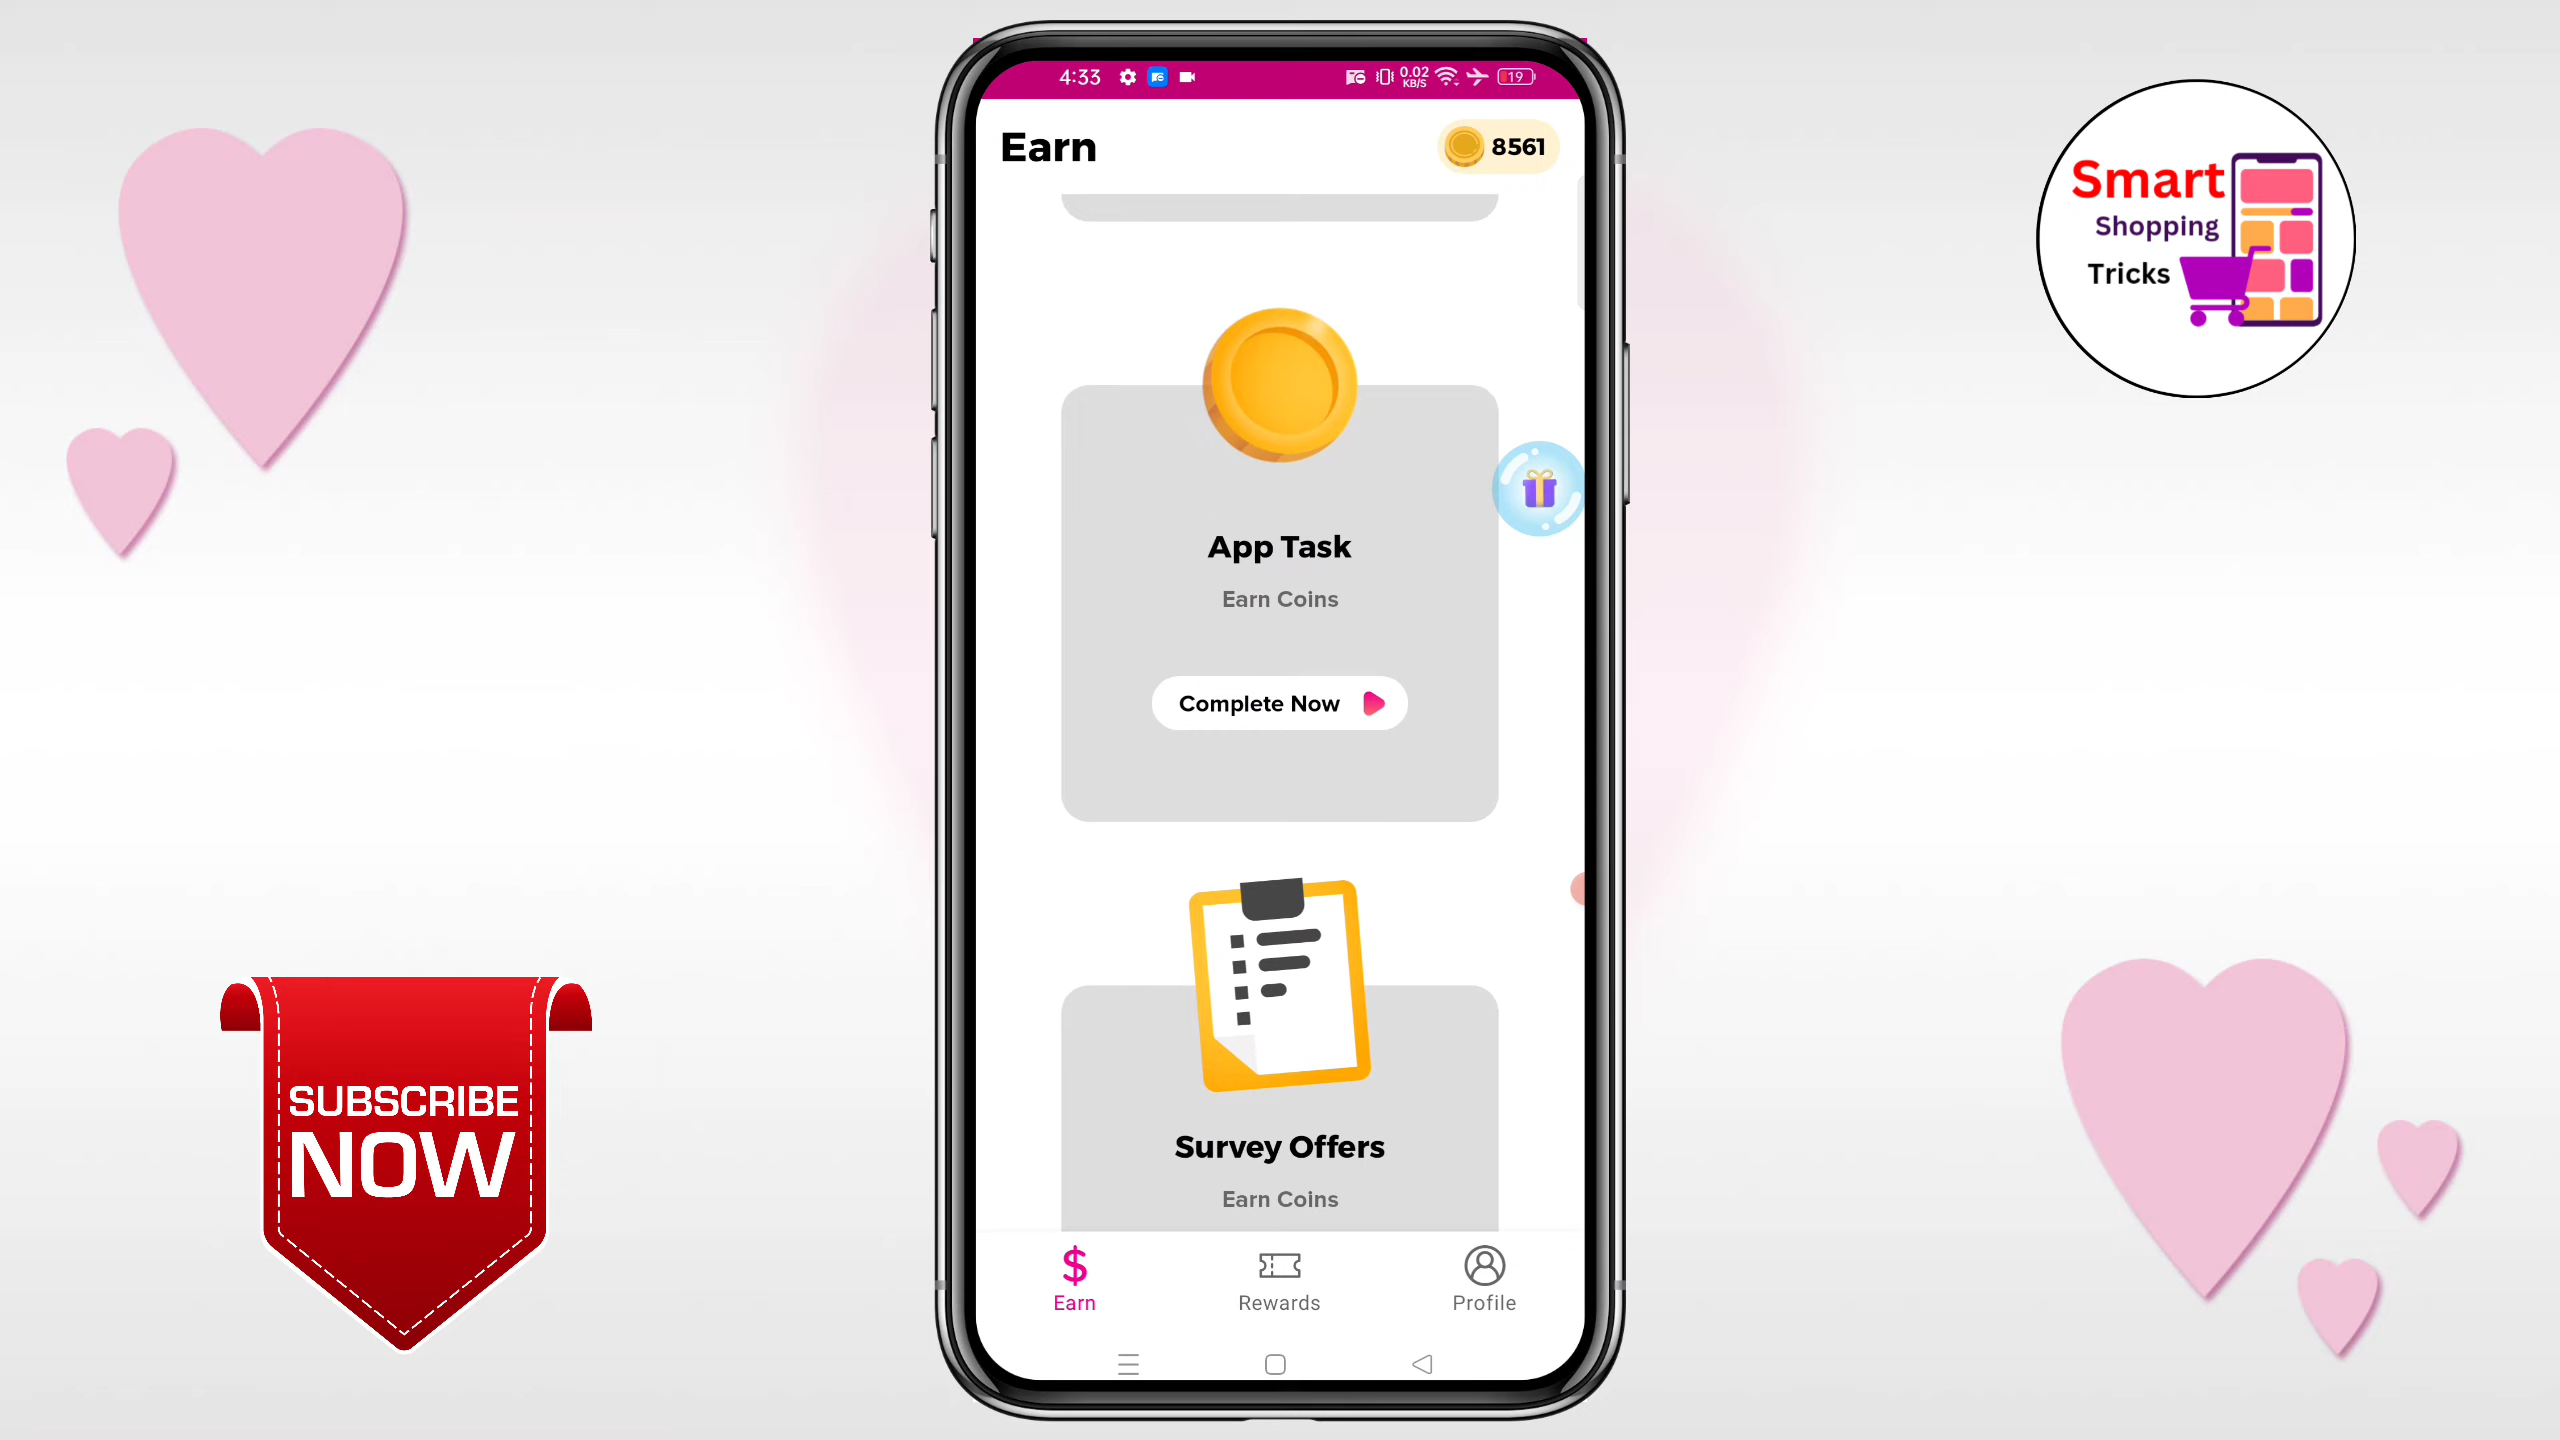 4:33
0.02
KB/S
19
Earn
8561
Smart
Shopping
Tricks
App Task
Earn Coins
Complete Now
SUBSCRIBE
NOW
Survey Offers
Earn Coins
Earn
Rewards
Profile